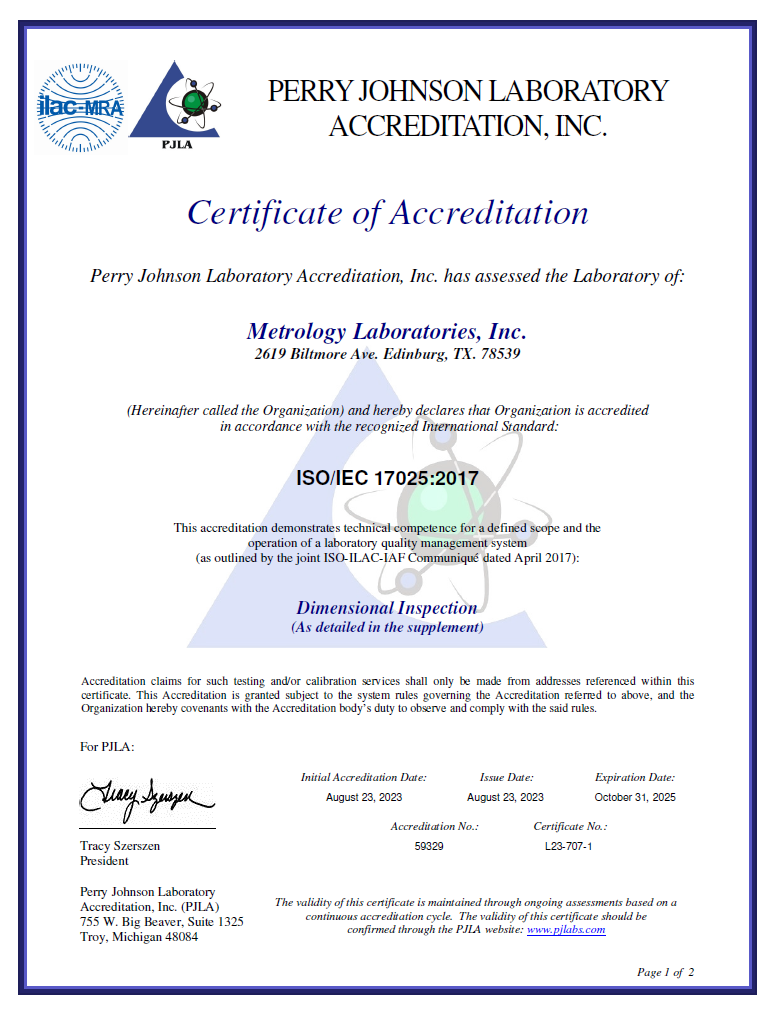 ilac-MRA
PJLA
PERRY JOHNSON LABORATORY
ACCREDITATION, INC.
Certificate of Accreditation
Perry Johnson Laboratory Accreditation, Inc. has assessed the Laboratory of:
Metrology Laboratories, Inc.
2619 Biltmore Ave. Edinburg, TX. 78539
(Hereinafter called the Organization) and hereby declares that Organization is accredited
in accordance with the recognized International Standard:
ISO/IEC 17025:2017
This accreditation demonstrates technical competence for a defined scope and the
operation of a laboratory quality management system
(as outlined by the joint ISO-ILAC-IAF Communiqué dated April 2017):
Dimensional Inspection
(As detailed in the supplement)
Accreditation claims for such testing and/or calibration services shall only be made from addresses referenced within this
certificate. This Accreditation is granted subject to the system rules governing the Accreditation referred to above, and the
Organization hereby covenants with the Accreditation body's duty to observe and comply with the said rules.
For PJLA:
Tracy Szerszen
Initial Accreditation Date: Issue Date: Expiration Date:
August 23, 2023 August 23, 2023 October 31, 2025
Accreditation No.: Certificate No.:
59329 L23-707-1
Tracy Szerszen
President
Perry Johnson Laboratory
Accreditation, Inc. (PJLA)
755 W. Big Beaver, Suite 1325
Troy, Michigan 48084
The validity of this certificate is maintained through ongoing assessments based on a
continuous accreditation cycle. The validity of this certificate should be
confirmed through the PJLA website: www.pjlabs.com
Page 1 of 2